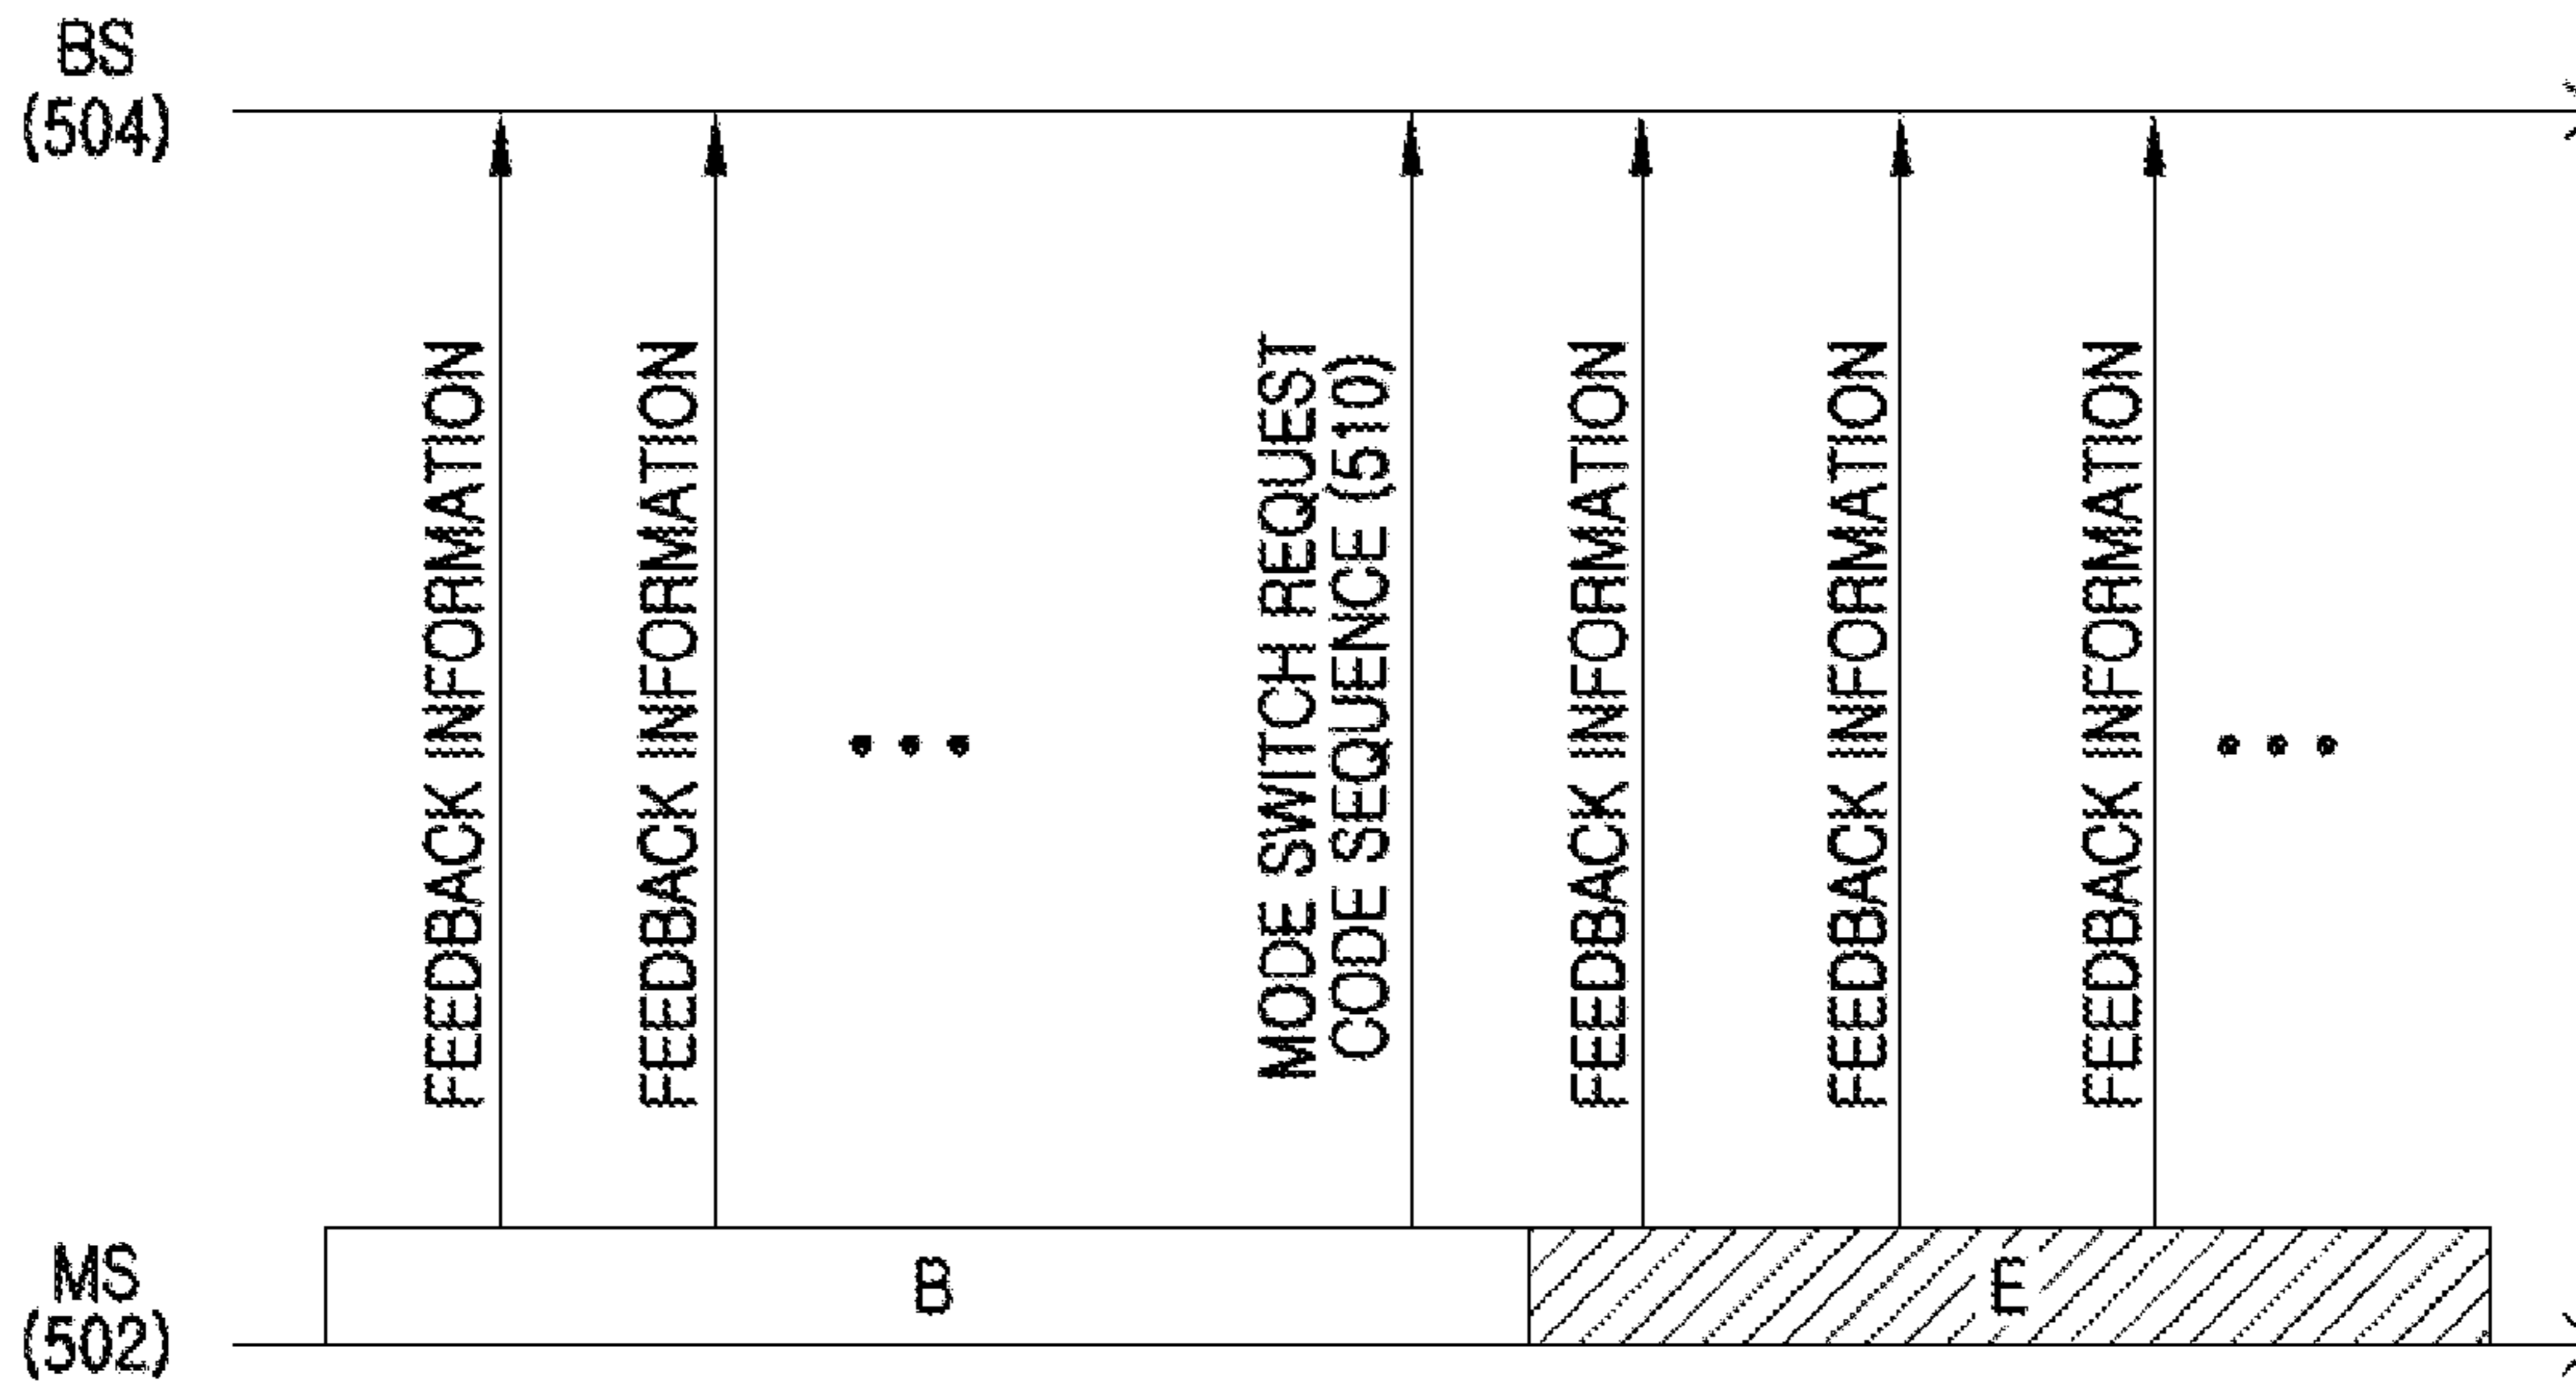 BS
(504)
FEEDBACK INFORMATION
FEEDBACK INFORMATION
MODE SWITCH REQUEST
CODE SEQUENCE (510)
FEEDBACK INFORMATION
FEEDBACK INFORMATION
FEEDBACK INFORMATION
MS
(502)
B
E